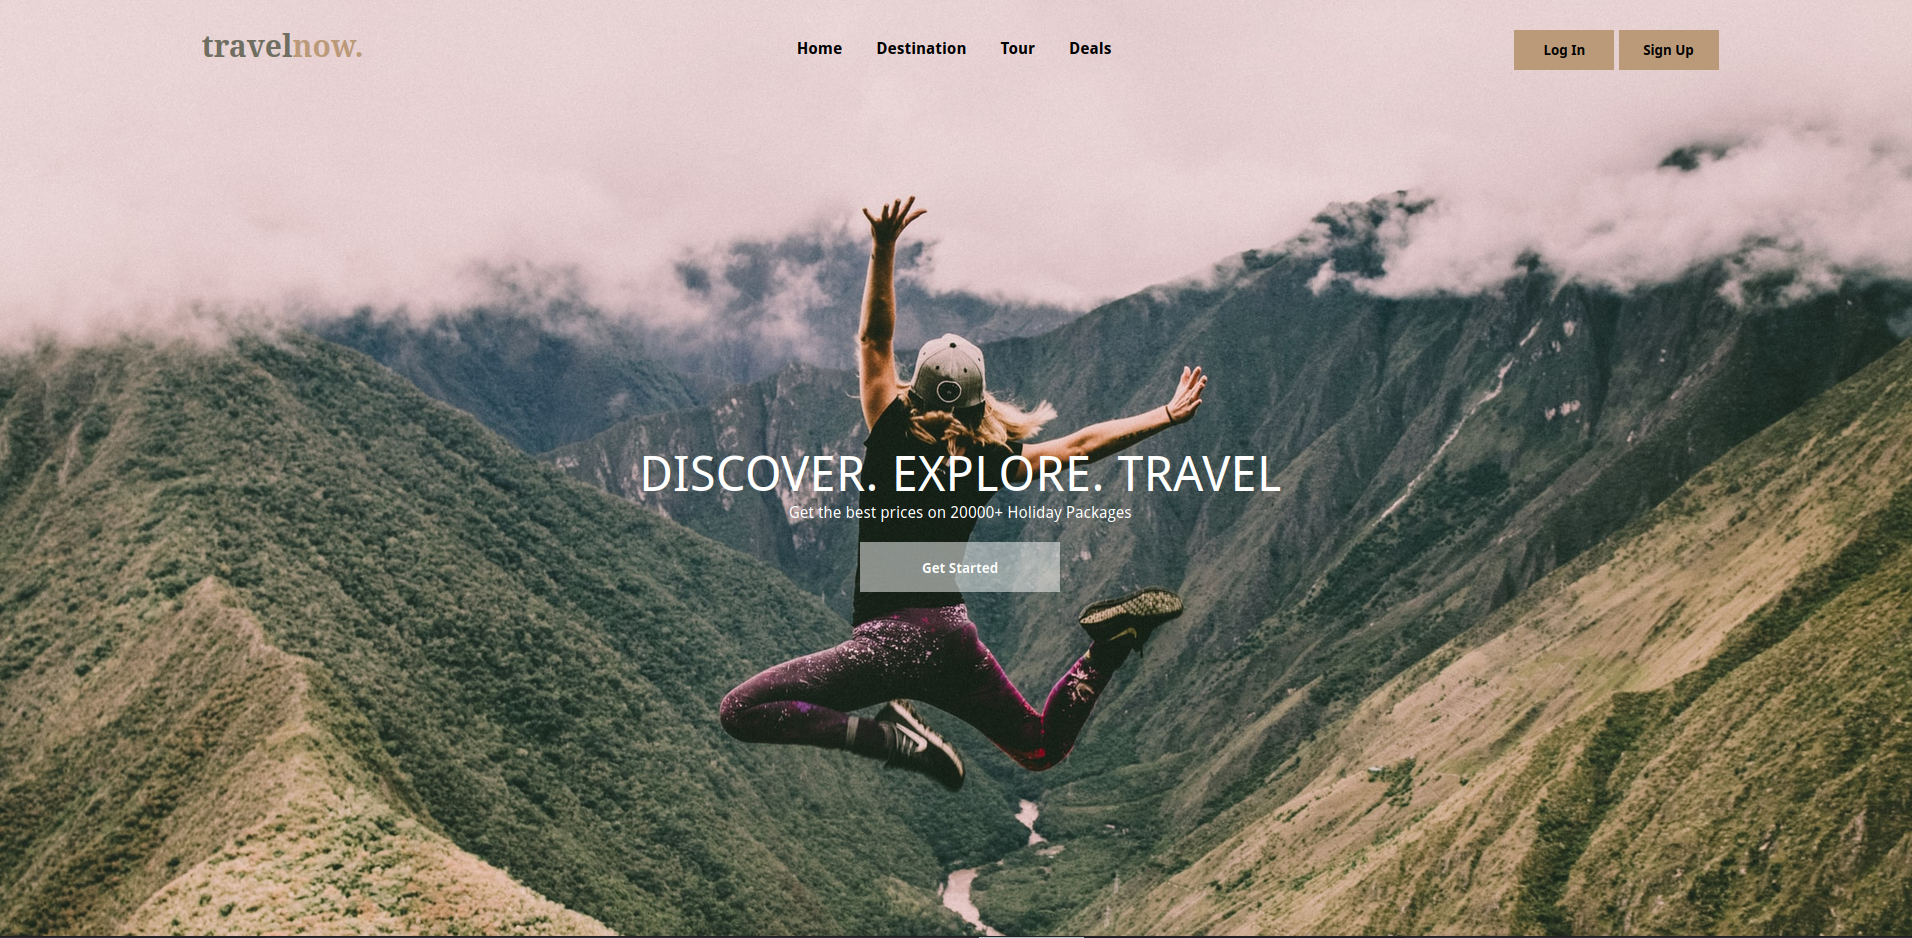 travelnow.
Home Destination Tour Deals
Log In Sign Up
DISCOVER. EXPLORE. TRAVEL
Get the best prices on 20000+ Holiday Packages
Get Started